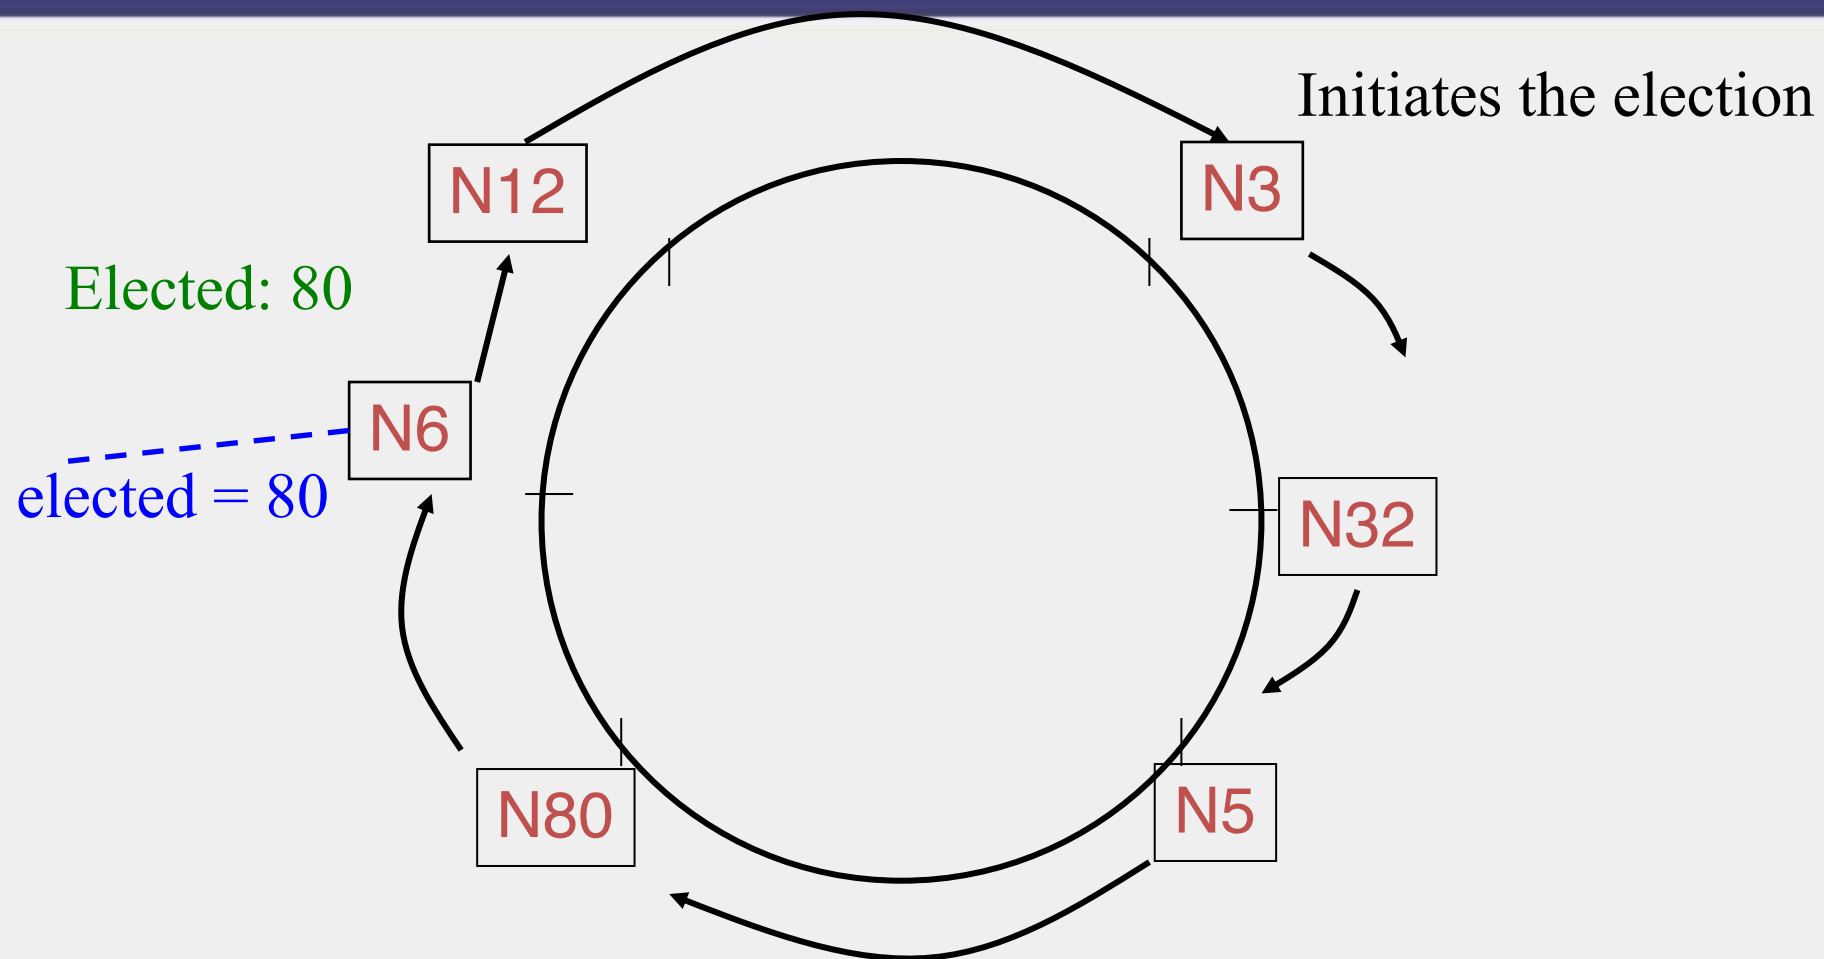 Initiates the election
N12
N3
Elected: 80
N6
elected = 80
N32
N80
N5